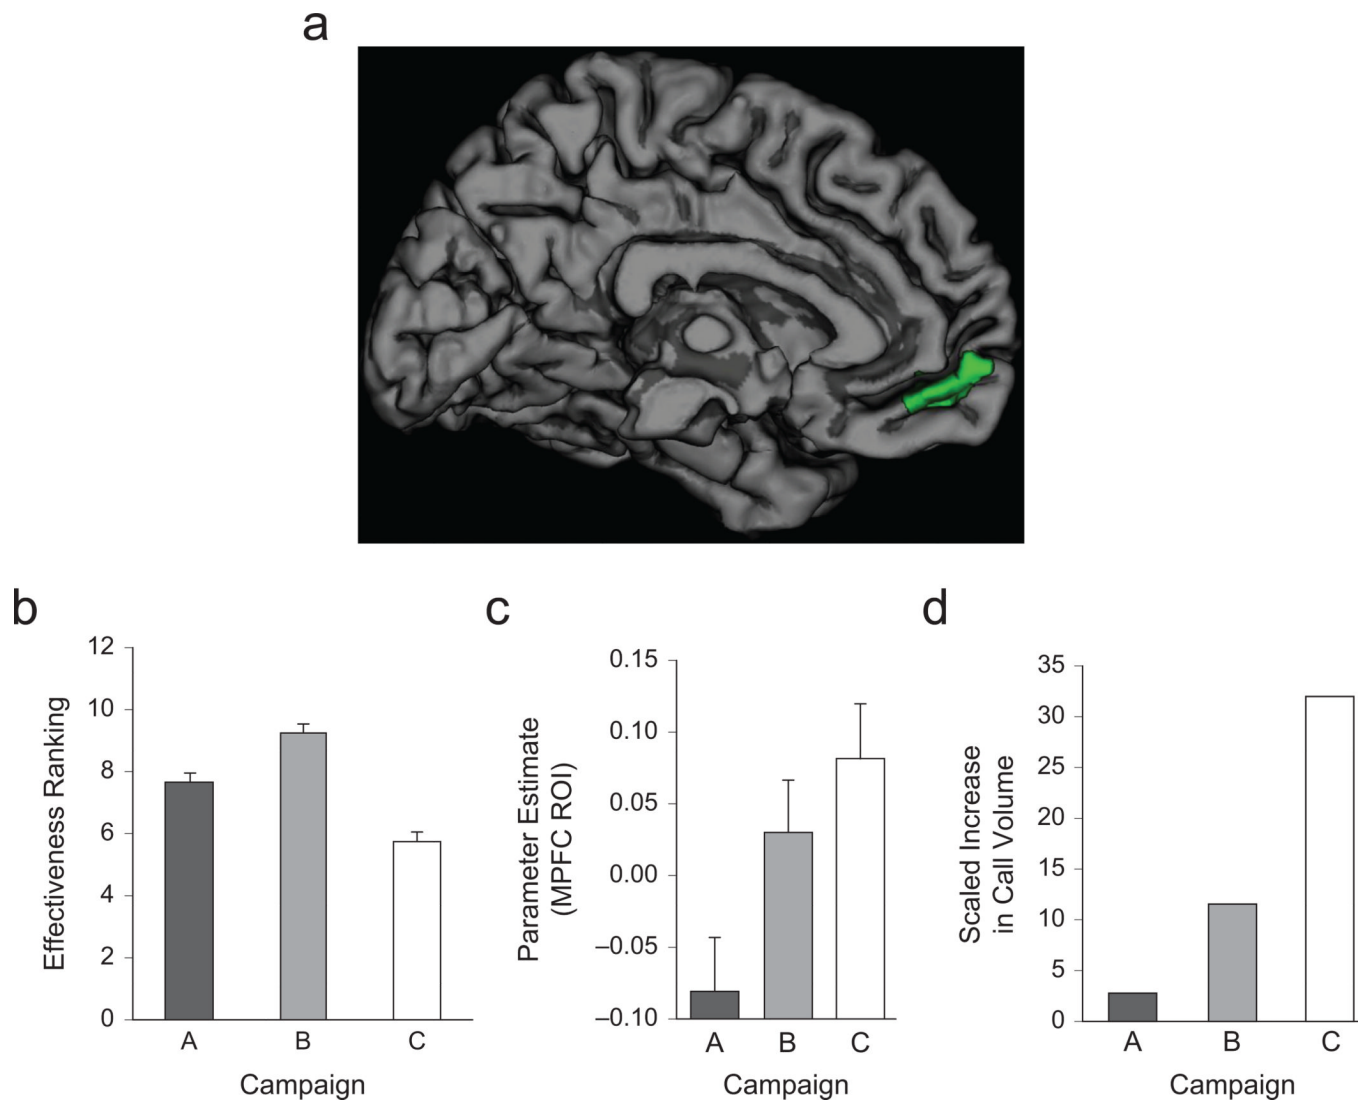 a
b
12
10
8
6
4
2
0
Effectiveness Ranking
A B C
Campaign
c
0.15
0.10
0.05
0.00
–0.05
–0.10
Parameter Estimate
(MPFC ROI)
A B C
Campaign
d
35
30
25
20
15
10
5
0
Scaled Increase
in Call Volume
A B C
Campaign